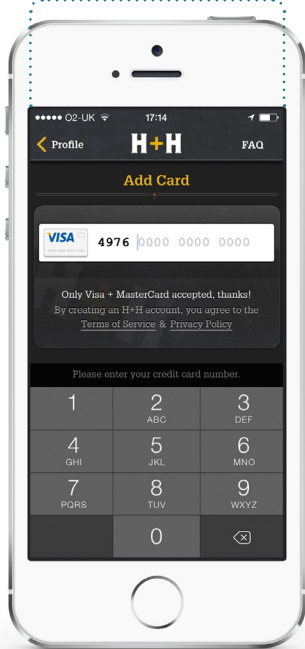 O2-UK 17:14
Profile H+H FAQ
Add Card
VISA 4976 0000 0000 0000
Only Visa + MasterCard accepted, thanks!
By creating an H+H account, you agree to the
Terms of Service & Privacy Policy
Please enter your credit card number.
1 2 3
ABC DEF
4 5 6
GHI JKL MNO
7 8 9
PQRS TUV WXYZ
0